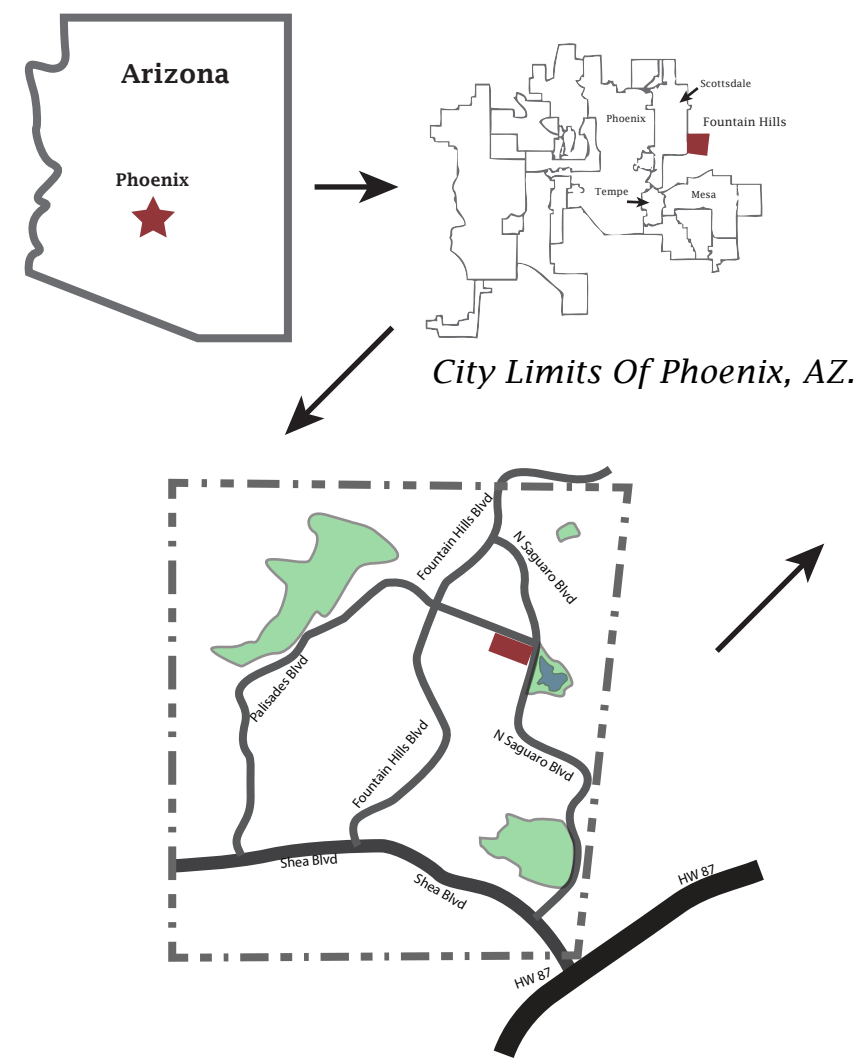 Arizona
Phoenix
Scottsdale
Phoenix
Fountain Hills
Tempe
Mesa
City Limits Of Phoenix, AZ.
Fountain Hills Blvd
N Saguaro Blvd
Palisades Blvd
Fountain Hills Blvd
N Saguaro Blvd
Shea Blvd
Shea Blvd
HW 87
HW 87